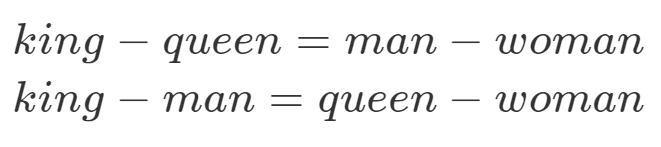 king − queen = man − woman
king − man = queen − woman